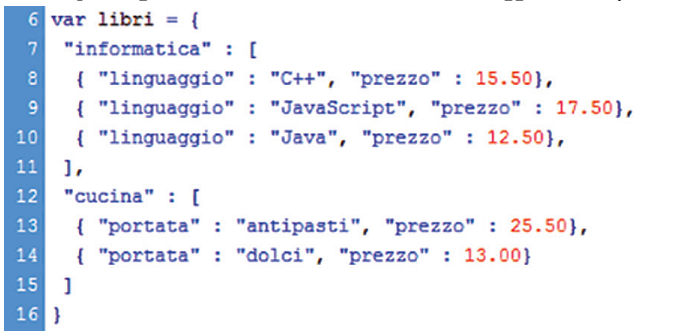 6 var libri = {
7 "informatica" : [
8 { "linguaggio" : "C++", "prezzo" : 15.50},
9 { "linguaggio" : "JavaScript", "prezzo" : 17.50},
10 { "linguaggio" : "Java", "prezzo" : 12.50},
11 ],
12 "cucina" : [
13 { "portata" : "antipasti", "prezzo" : 25.50},
14 { "portata" : "dolci", "prezzo" : 13.00}
15 ]
16 }